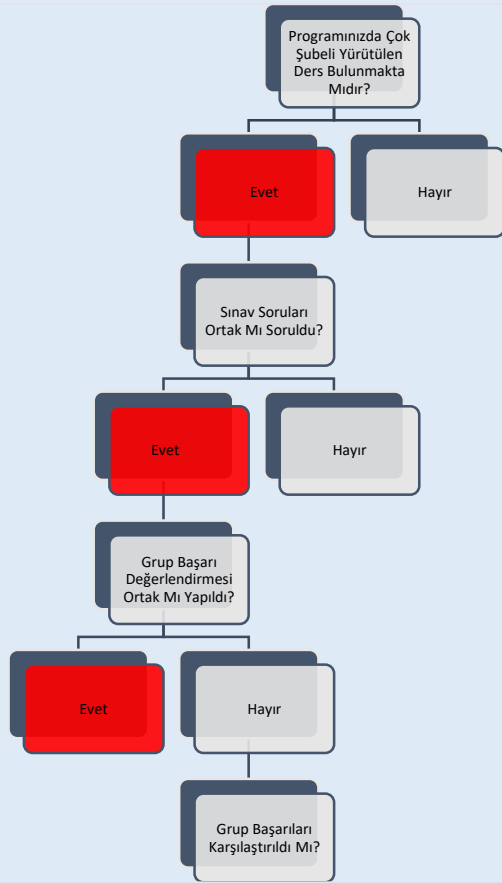 Programınızda Çok
Şubeli Yürütülen
Ders Bulunmakta
Mıdır?
Evet
Hayır
Sınav Soruları
Ortak Mı Soruldu?
Evet
Hayır
Grup Başarı
Değerlendirmesi
Ortak Mı Yapıldı?
Evet
Hayır
Grup Başarıları
Karşılaştırıldı Mı?